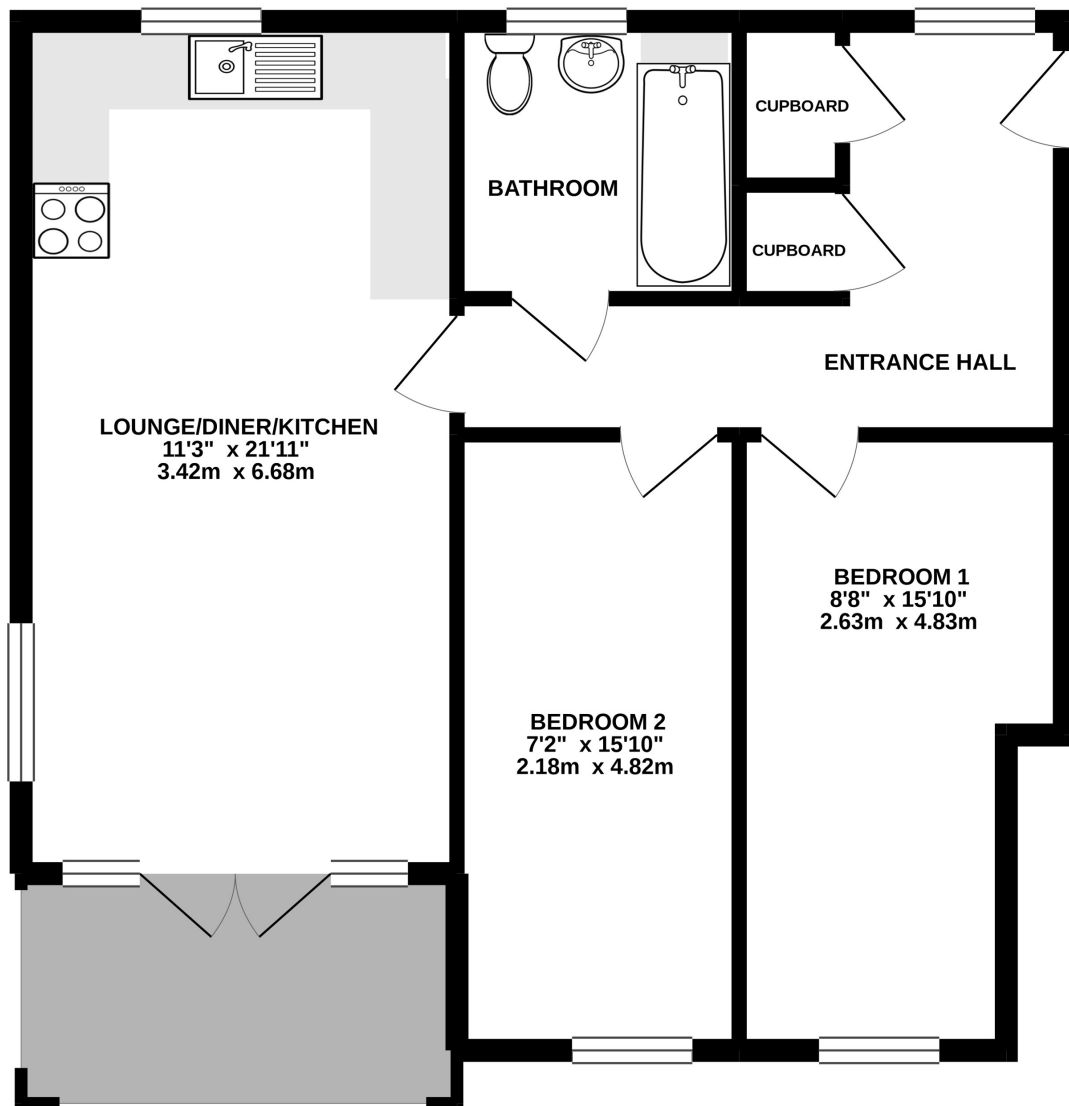 CUPBOARD
BATHROOM
CUPBOARD
ENTRANCE HALL
LOUNGE/DINER/KITCHEN
11'3" x 21'11"
3.42m x 6.68m
BEDROOM 1
8'8" x 15'10"
2.63m x 4.83m
BEDROOM 2
7'2" x 15'10"
2.18m x 4.82m